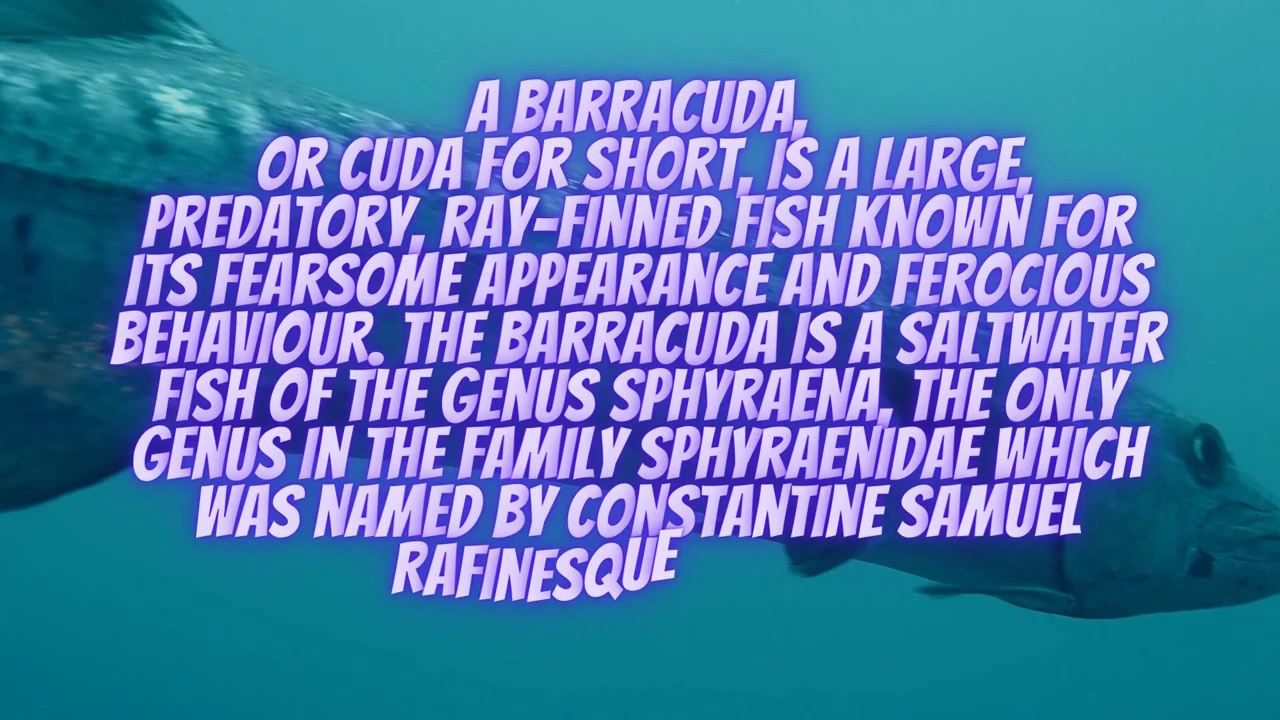 A BARRACUDA,
OR CUDA FOR SHORT, IS A LARGE,
PREDATORY, RAY-FINNED FISH KNOWN FOR
ITS FEARSOME APPEARANCE AND FEROCIOUS
BEHAVIOUR. THE BARRACUDA IS A SALTWATER
FISH OF THE GENUS SPHYRAENA, THE ONLY
GENUS IN THE FAMILY SPHYRAENIDAE WHICH
WAS NAMED BY CONSTANTINE SAMUEL
RAFINESQUE